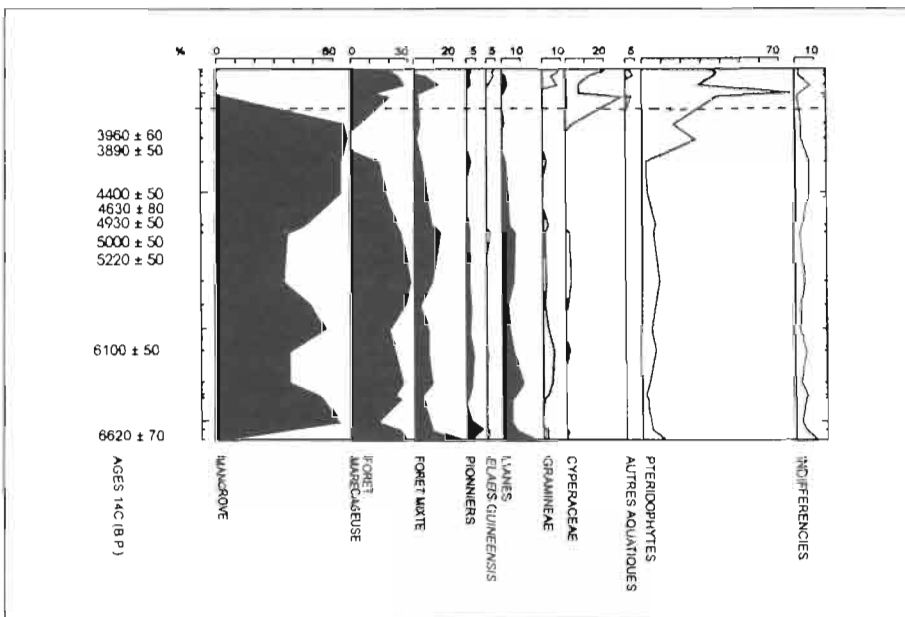 % 0 60 0 30 20 5 5 10 10 20 5 70 10
3960 ± 60
3890 ± 50
4400 ± 50
4630 ± 80
4930 ± 50
5000 ± 50
5220 ± 50
6100 ± 50
6620 ± 70
AGES 14C (B.P.)
MANGROVE
FORET
MARECAGEUSE
FORET MIXTE
PIONNIERS
ELAEIS GUINEENSIS
LIANES
GRAMINEAE
CYPERACEAE
AUTRES AQUATIQUES
PTERIDOPHYTES
INDIFFERENCIES